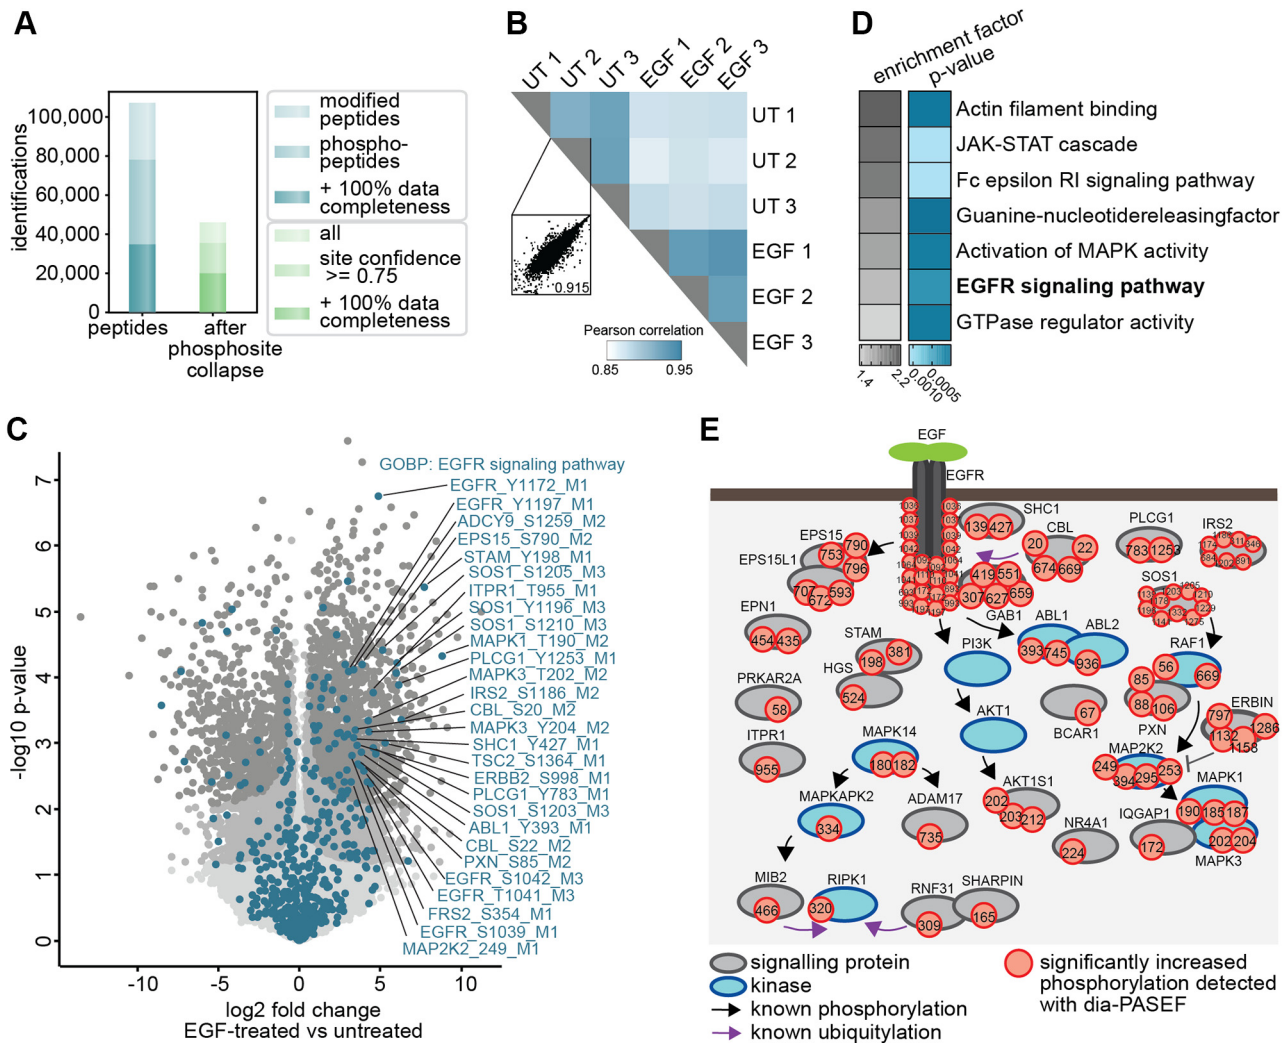 A
identifications
100,000
80,000
60,000
40,000
20,000
0
peptides
after
phosphosite
collapse
modified
peptides
phospho-
peptides
+ 100% data
completeness
all
site confidence
>= 0.75
+ 100% data
completeness
B
UT 1
UT 2
UT 3
EGF 1
EGF 2
EGF 3
UT 1
UT 2
UT 3
EGF 1
EGF 2
EGF 3
0.915
Pearson correlation
0.85
0.95
D
enrichment factor
p-value
Actin filament binding
JAK-STAT cascade
Fc epsilon RI signaling pathway
Guanine-nucleotidereleasingfactor
Activation of MAPK activity
EGFR signaling pathway
GTPase regulator activity
1.4
2.2
0.0010
0.0005
C
-log10 p-value
7
6
5
4
3
2
1
0
-10
-5
0
5
10
log2 fold change
EGF-treated vs untreated
GOBP: EGFR signaling pathway
EGFR_Y1172_M1
EGFR_Y1197_M1
ADCY9_S1259_M2
EPS15_S790_M2
STAM_Y198_M1
SOS1_S1205_M3
ITPR1_T955_M1
SOS1_Y1196_M3
SOS1_S1210_M3
MAPK1_T190_M2
PLCG1_Y1253_M1
MAPK3_T202_M2
IRS2_S1186_M2
CBL_S20_M2
MAPK3_Y204_M2
SHC1_Y427_M1
TSC2_S1364_M1
ERBB2_S998_M1
PLCG1_Y783_M1
SOS1_S1203_M3
ABL1_Y393_M1
CBL_S22_M2
PXN_S85_M2
EGFR_S1042_M3
EGFR_T1041_M3
FRS2_S354_M1
EGFR_S1039_M1
MAP2K2_249_M1
E
EGF
EGFR
SHC1
139 427
CBL
20
22
674 669
PLCG1
783 1253
IRS2
EPS15
753
790
796
EPS15L1
707
672
593
419 551
307 627 659
GAB1
SOS1
EPN1
454 435
STAM
198
381
HGS
524
PI3K
ABL1
393 745
ABL2
936
RAF1
669
56
85
88 106
PXN
PRKAR2A
58
AKT1
BCAR1
67
ERBIN
797
1132
1158
1286
ITPR1
955
MAPK14
180 182
MAP2K2
249
394 295 253
MAPKAPK2
334
ADAM17
735
AKT1S1
202
203 212
MAPK1
190 185 187
IQGAP1
172
202 204
MAPK3
NR4A1
224
MIB2
466
RIPK1
320
RNF31
309
SHARPIN
165
signalling protein
kinase
known phosphorylation
known ubiquitylation
significantly increased
phosphorylation detected
with dia-PASEF